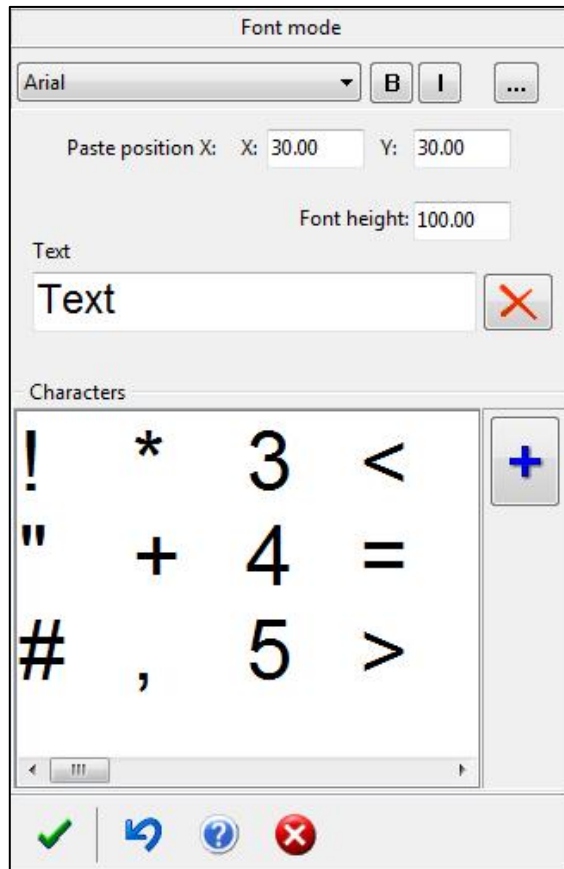 Font mode
Arial B I ...
Paste position X: X: 30.00 Y: 30.00
Font height: 100.00
Text
Text
Characters
! * 3 <
" + 4 =
# , 5 >